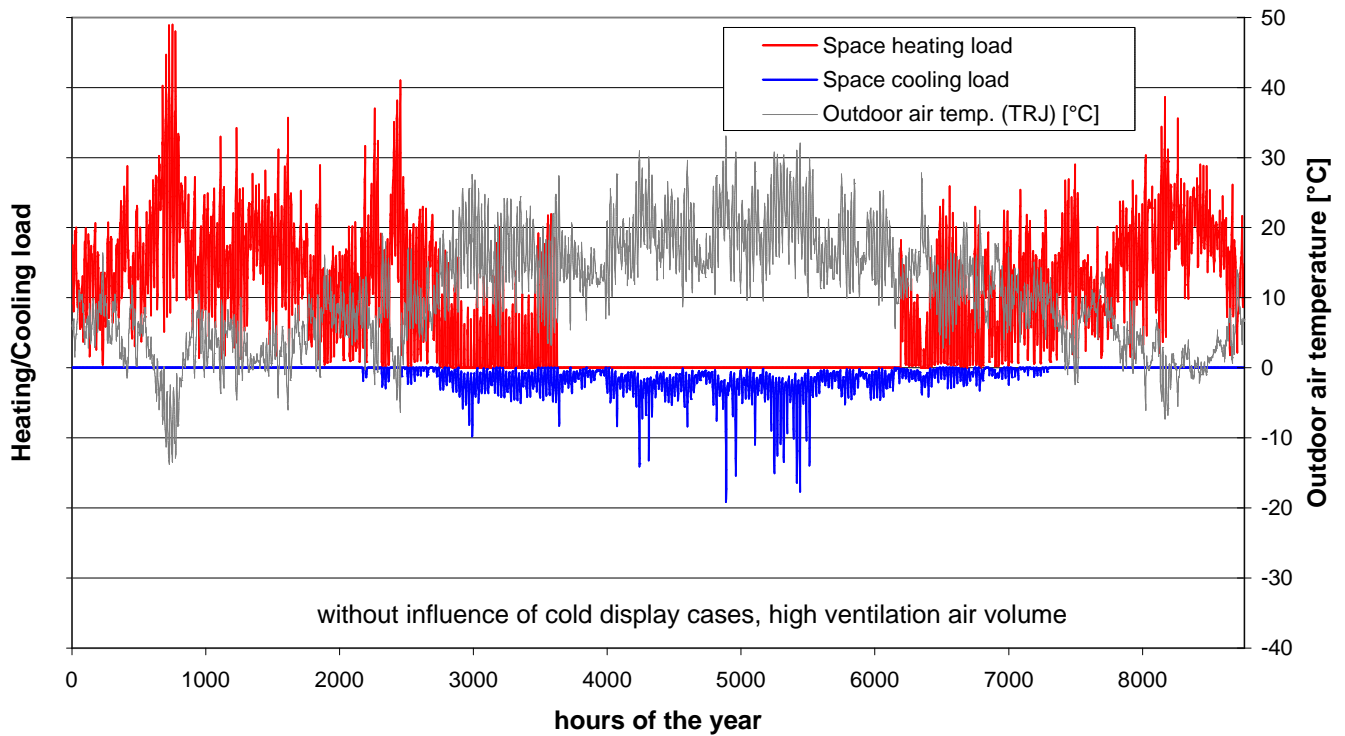 Space heating load
Space cooling load
Outdoor air temp. (TRJ) [°C]
Heating/Cooling load
50
40
30
20
10
0
-10
-20
-30
-40
Outdoor air temperature [°C]
without influence of cold display cases, high ventilation air volume
0 1000 2000 3000 4000 5000 6000 7000 8000
hours of the year